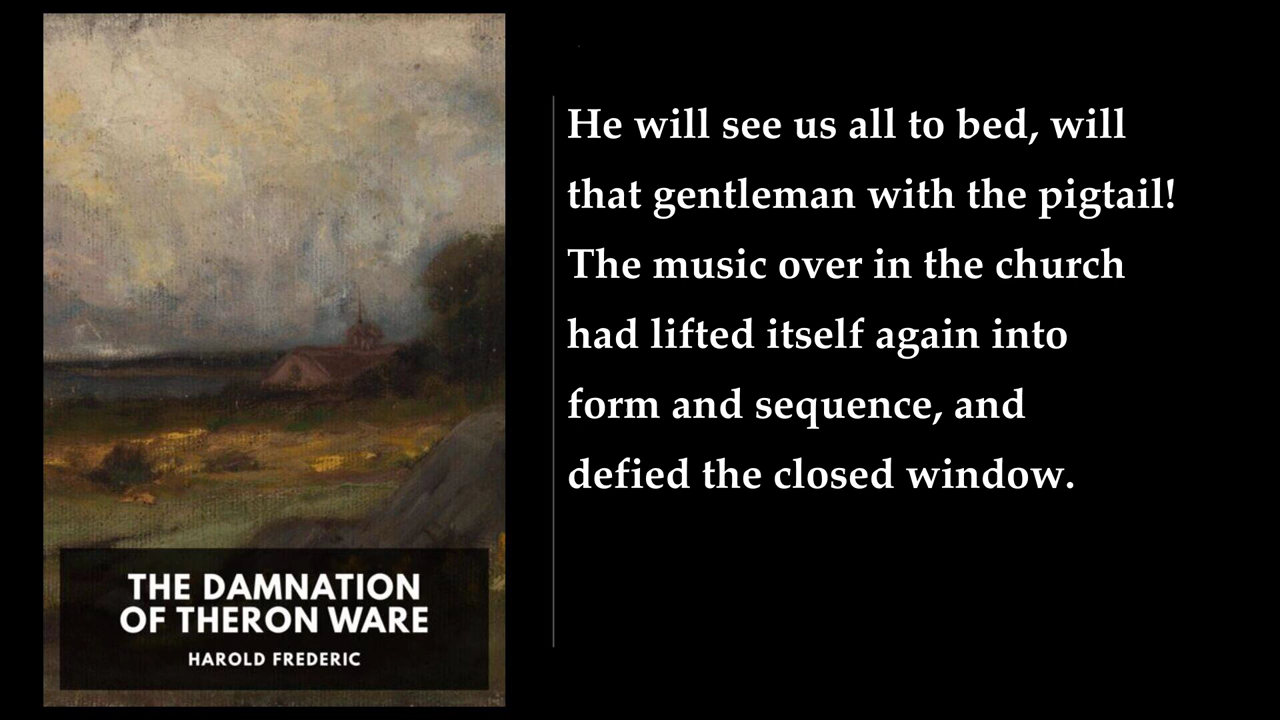 THE DAMNATION
OF THERON WARE
HAROLD FREDERIC
He will see us all to bed, will
that gentleman with the pigtail!
The music over in the church
had lifted itself again into
form and sequence, and
defied the closed window.